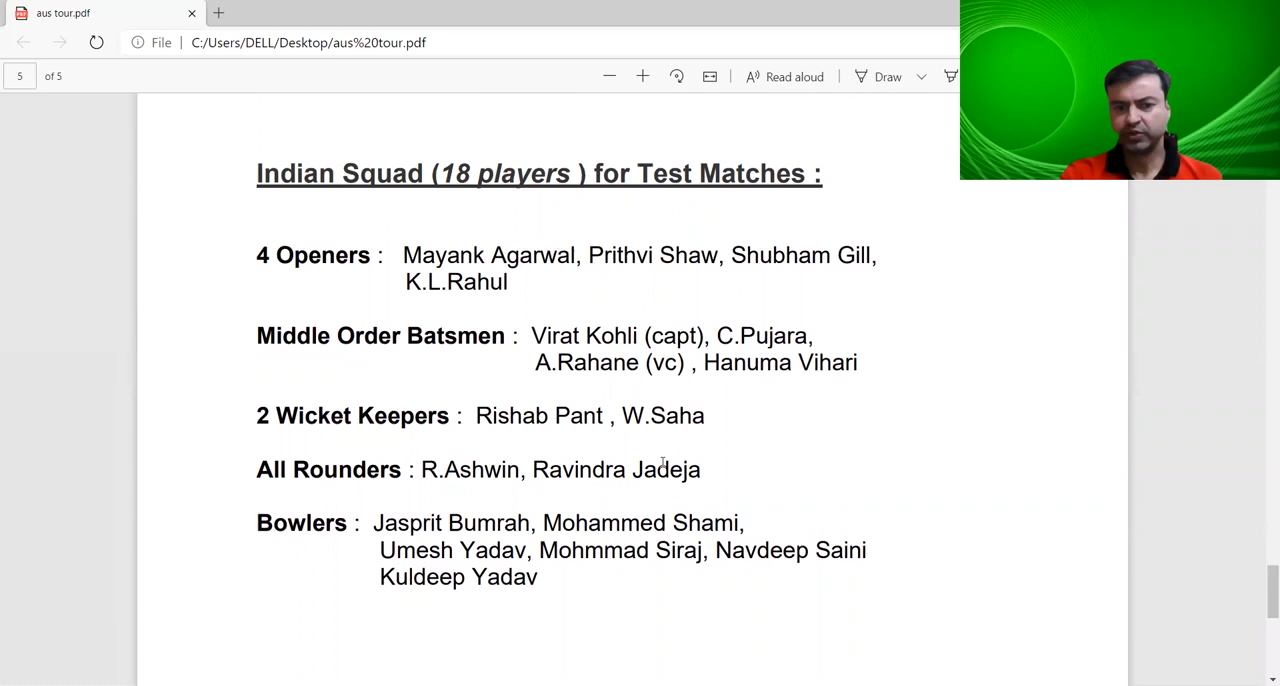 aus tour.pdf
File C:/Users/DELL/Desktop/aus%20tour.pdf
5 of 5 Read aloud Draw
Indian Squad (18 players ) for Test Matches :
4 Openers : Mayank Agarwal, Prithvi Shaw, Shubham Gill,
K.L.Rahul
Middle Order Batsmen : Virat Kohli (capt), C.Pujara,
A.Rahane (vc) , Hanuma Vihari
2 Wicket Keepers : Rishab Pant , W.Saha
All Rounders : R.Ashwin, Ravindra Jadeja
Bowlers : Jasprit Bumrah, Mohammed Shami,
Umesh Yadav, Mohmmad Siraj, Navdeep Saini
Kuldeep Yadav